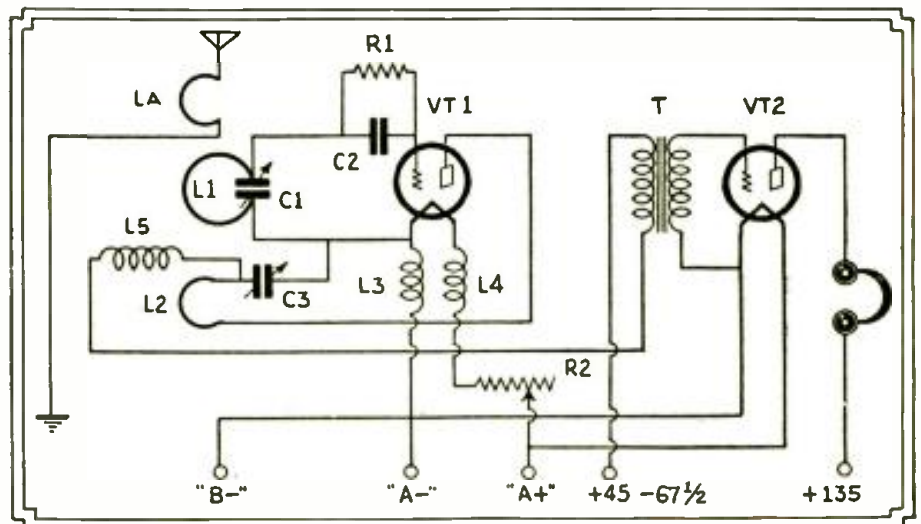 R1
LA
VT1
T
VT2
C2
L1
C1
L5
L2
C3
L3
L4
R2
"B-"
"A-"
"A+"
+45 -67½
+135